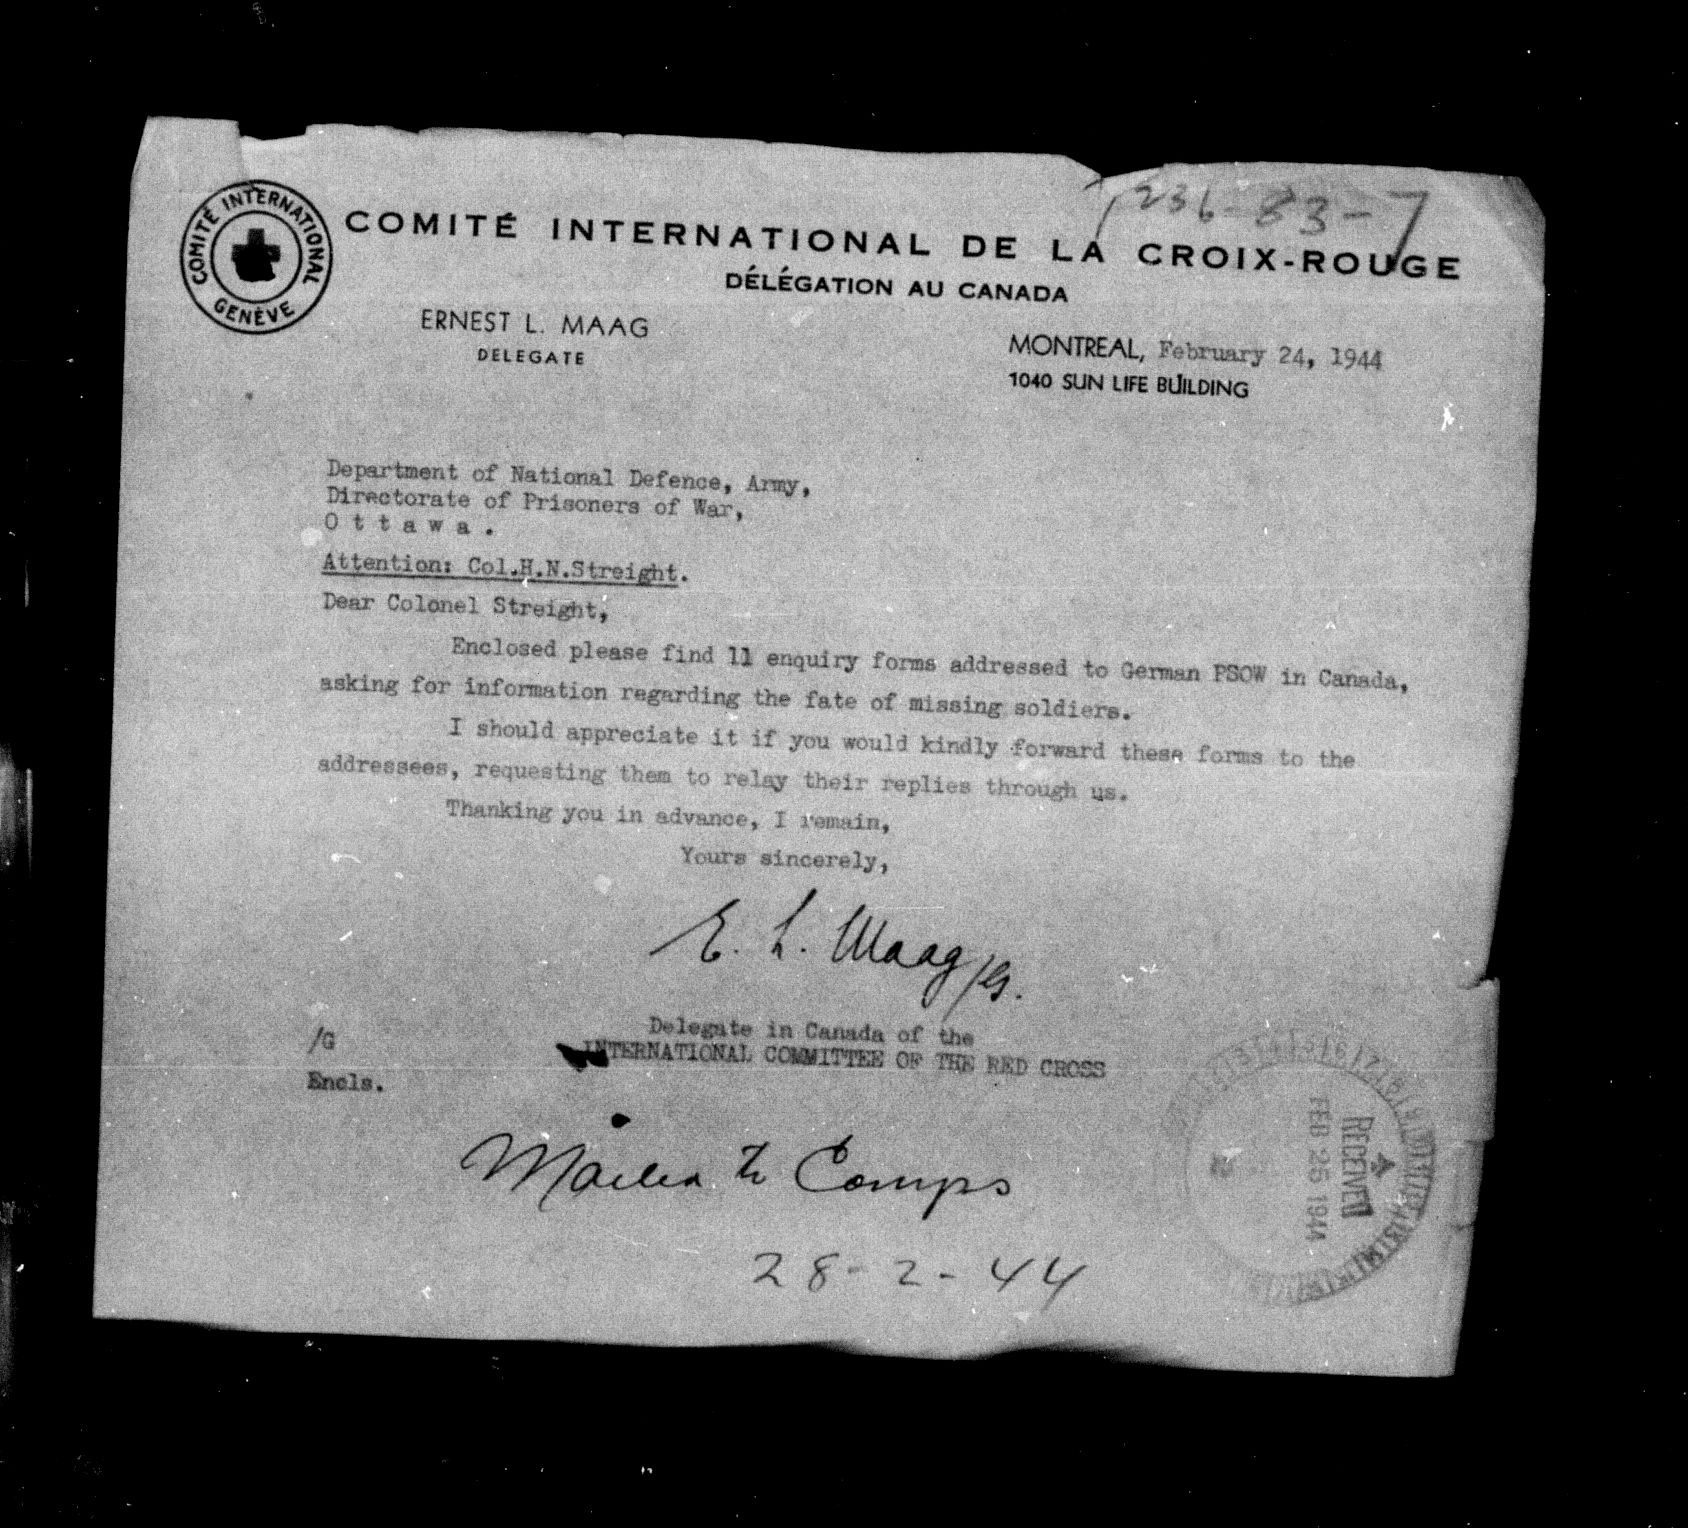 7236-83-7
COMITÉ INTERNATIONAL GENÈVE
COMITÉ INTERNATIONAL DE LA CROIX-ROUGE
DÉLÉGATION AU CANADA
ERNEST L. MAAG
DELEGATE
MONTREAL, February 24, 1944
1040 SUN LIFE BUILDING
Department of National Defence, Army,
Directorate of Prisoners of War,
O t t a w a .
Attention: Col.H.N.Streight.
Dear Colonel Streight,
Enclosed please find 11 enquiry forms addressed to German PSOW in Canada,
asking for information regarding the fate of missing soldiers.
I should appreciate it if you would kindly forward these forms to the
addressees, requesting them to relay their replies through us.
Thanking you in advance, I remain,
Yours sincerely,
E. L. Maag
Delegate in Canada of the
INTERNATIONAL COMMITTEE OF THE RED CROSS
/G
Encls.
RECEIVED
FEB 25 1944
Mailed to Camps
28-2-44